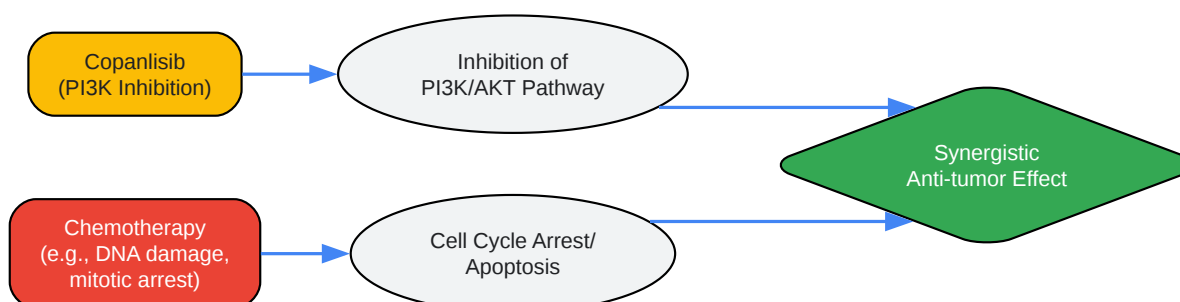 Copanlisib
(PI3K Inhibition)
Inhibition of
PI3K/AKT Pathway
Synergistic
Anti-tumor Effect
Chemotherapy
(e.g., DNA damage,
mitotic arrest)
Cell Cycle Arrest/
Apoptosis